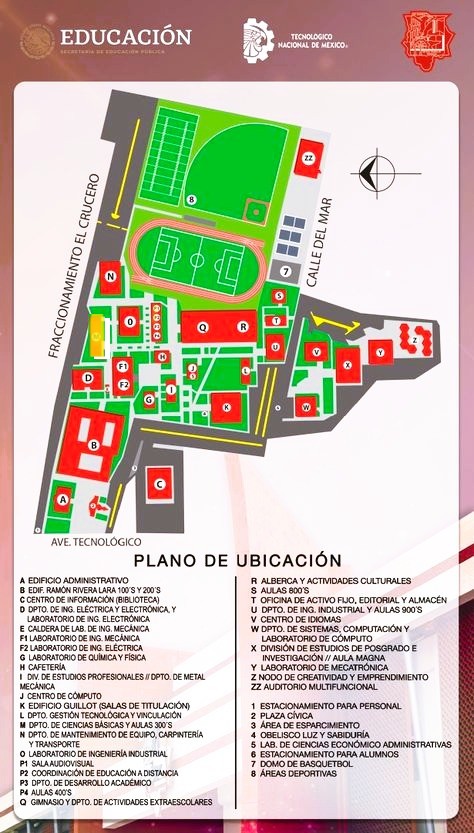 EDUCACIÓN
SECRETARÍA DE EDUCACIÓN PÚBLICA
TECNOLÓGICO
NACIONAL DE MÉXICO
FRACCIONAMIENTO EL CRUCERO
CALLE DEL MAR
ZZ
8
7
N
O
S
Q R
T
U
H
F1
F2
D
I
J
L
G
K
V
X
Y
Z
W
B
A
C
AVE. TECNOLÓGICO
PLANO DE UBICACIÓN
A EDIFICIO ADMINISTRATIVO
B EDIF. RAMÓN RIVERA LARA 100´S Y 200´S
C CENTRO DE INFORMACIÓN (BIBLIOTECA)
D DPTO. DE ING. ELÉCTRICA Y ELECTRÓNICA, Y
LABORATORIO DE ING. ELECTRÓNICA
E CALDERA DE LAB. DE ING. MECÁNICA
F1 LABORATORIO DE ING. MECÁNICA
F2 LABORATORIO DE ING. ELÉCTRICA
G LABORATORIO DE QUÍMICA Y FÍSICA
H CAFETERÍA
I DIV. DE ESTUDIOS PROFESIONALES // DPTO. DE METAL
MECÁNICA
J CENTRO DE CÓMPUTO
K EDIFICIO GUILLOT (SALAS DE TITULACIÓN)
L DPTO. GESTIÓN TECNOLÓGICA Y VINCULACIÓN
M DPTO. DE CIENCIAS BÁSICAS Y AULAS 300´S
N DPTO. DE MANTENIMIENTO DE EQUIPO, CARPINTERÍA
Y TRANSPORTE
O LABORATORIO DE INGENIERÍA INDUSTRIAL
P1 SALA AUDIOVISUAL
P2 COORDINACIÓN DE EDUCACIÓN A DISTANCIA
P3 DPTO. DE DESARROLLO ACADÉMICO
P4 AULAS 400´S
Q GIMNASIO Y DPTO. DE ACTIVIDADES EXTRAESCOLARES
R ALBERCA Y ACTIVIDADES CULTURALES
S AULAS 800´S
T OFICINA DE ACTIVO FIJO, EDITORIAL Y ALMACÉN
U DPTO. DE ING. INDUSTRIAL Y AULAS 900´S
V CENTRO DE IDIOMAS
W DPTO. DE SISTEMAS, COMPUTACIÓN Y
LABORATORIO DE CÓMPUTO
X DIVISIÓN DE ESTUDIOS DE POSGRADO E
INVESTIGACIÓN // AULA MAGNA
Y LABORATORIO DE MECATRÓNICA
Z NODO DE CREATIVIDAD Y EMPRENDIMIENTO
ZZ AUDITORIO MULTIFUNCIONAL
1 ESTACIONAMIENTO PARA PERSONAL
2 PLAZA CÍVICA
3 ÁREA DE ESPARCIMIENTO
4 OBELISCO LUZ Y SABIDURÍA
5 LAB. DE CIENCIAS ECONÓMICO ADMINISTRATIVAS
6 ESTACIONAMIENTO PARA ALUMNOS
7 DOMO DE BASQUETBOL
8 ÁREAS DEPORTIVAS